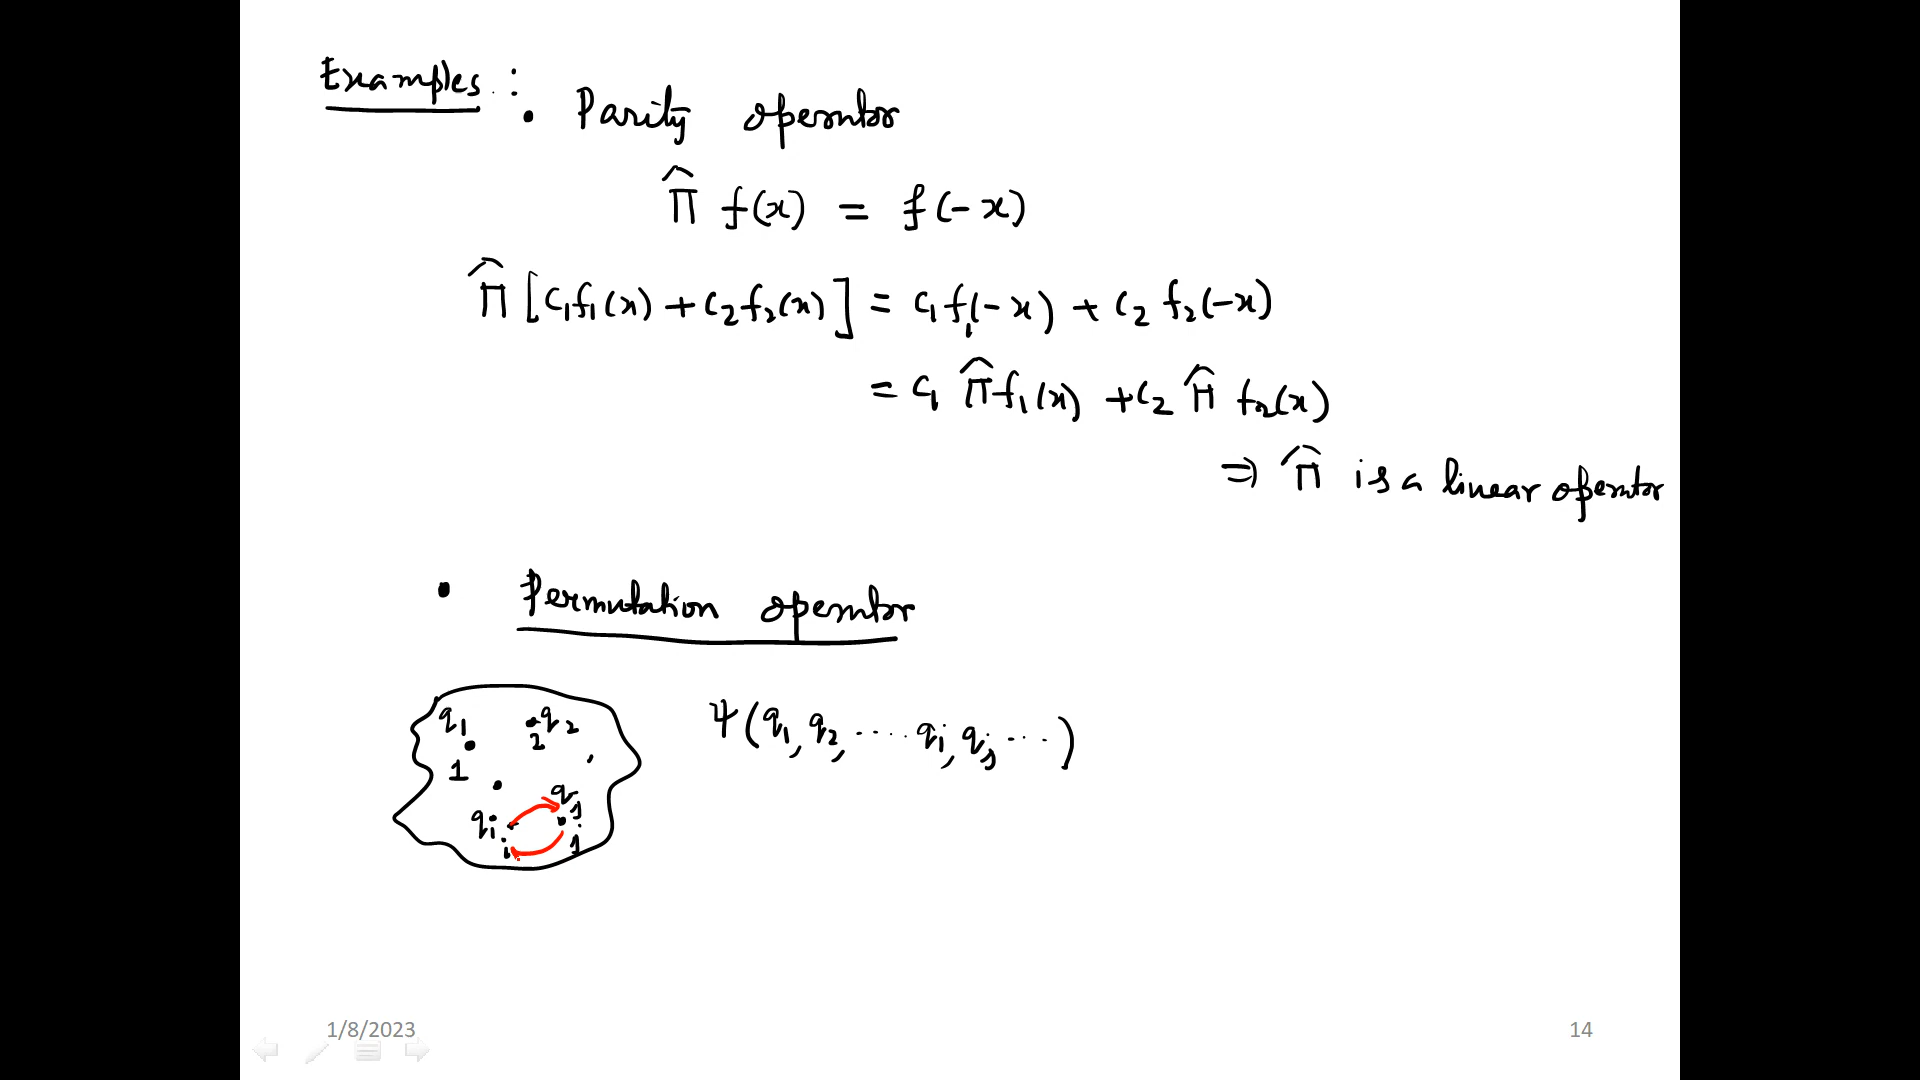 Examples :
• Parity operator
Π̂ f(x) = f(-x)
Π̂ [c₁f₁(x) + c₂f₂(x)] = c₁f₁(-x) + c₂ f₂(-x)
= c₁ Π̂ f₁(x) + c₂ Π̂ f₂(x)
⇒ Π̂ is a linear operator
• Permutation operator
q₁ q₂
2
1
qⱼ
qᵢ
i j
Ψ(q₁, q₂, ..... qᵢ, qⱼ ....)
1/8/2023
14